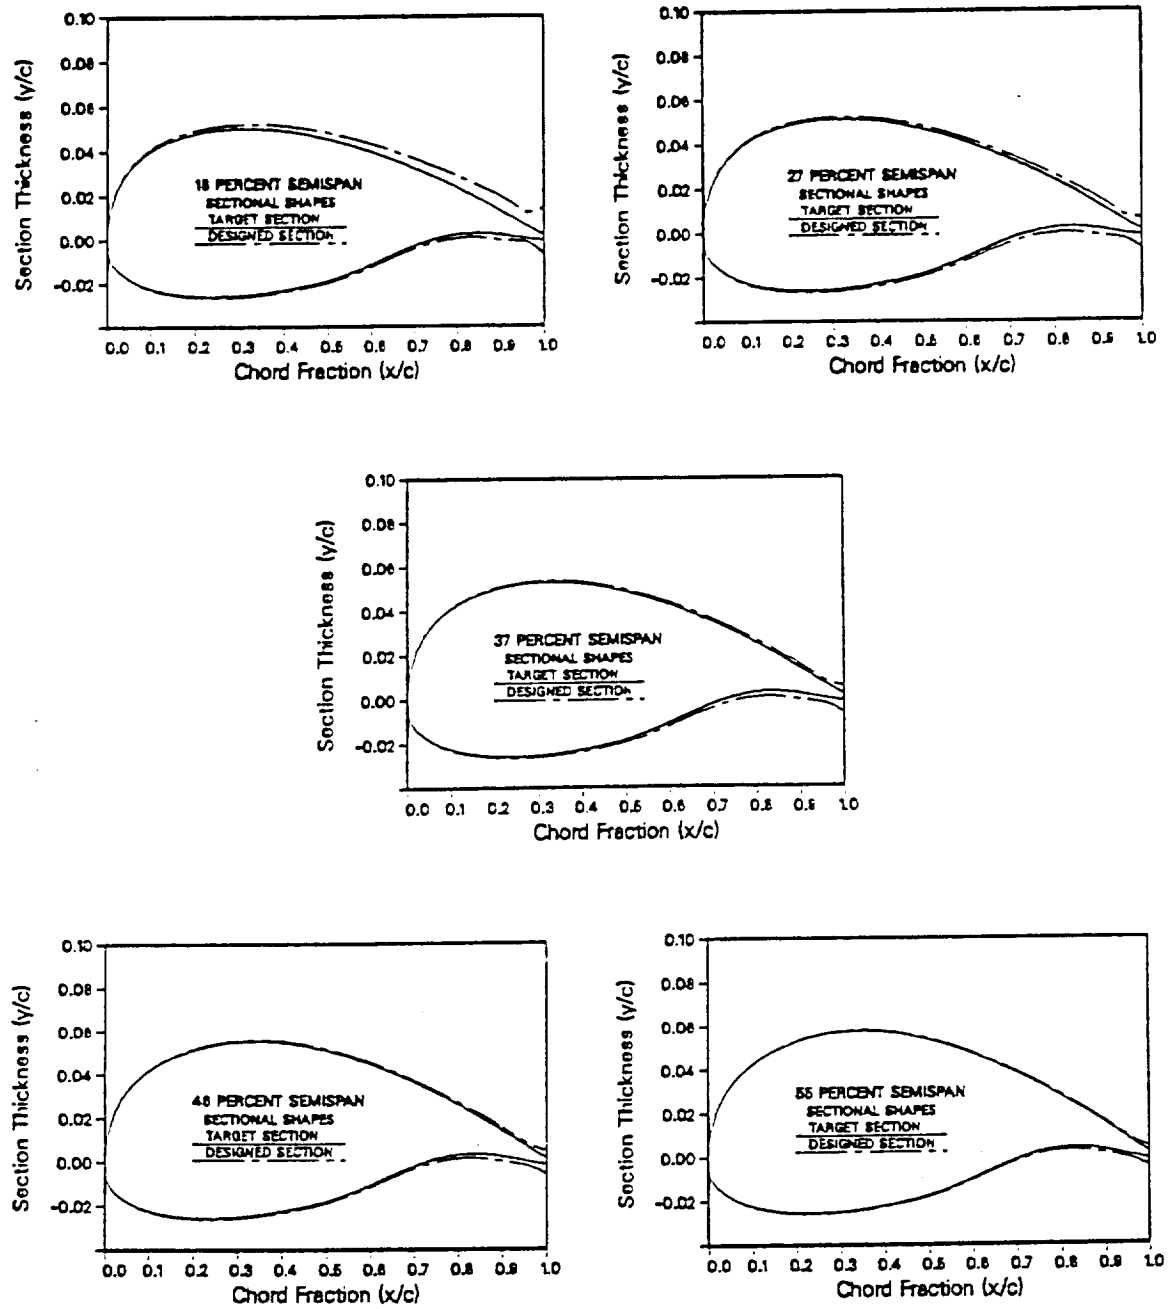 0.10
0.08
0.06
0.04
0.02
0.00
-0.02
Section Thickness (y/c)
18 PERCENT SEMISPAN
SECTIONAL SHAPES
TARGET SECTION
DESIGNED SECTION
0.0 0.1 0.2 0.3 0.4 0.5 0.6 0.7 0.8 0.9 1.0
Chord Fraction (x/c)
0.10
0.08
0.06
0.04
0.02
0.00
-0.02
Section Thickness (y/c)
27 PERCENT SEMISPAN
SECTIONAL SHAPES
TARGET SECTION
DESIGNED SECTION
0.0 0.1 0.2 0.3 0.4 0.5 0.6 0.7 0.8 0.9 1.0
Chord Fraction (x/c)
0.10
0.08
0.06
0.04
0.02
0.00
-0.02
Section Thickness (y/c)
37 PERCENT SEMISPAN
SECTIONAL SHAPES
TARGET SECTION
DESIGNED SECTION
0.0 0.1 0.2 0.3 0.4 0.5 0.6 0.7 0.8 0.9 1.0
Chord Fraction (x/c)
0.10
0.08
0.06
0.04
0.02
0.00
-0.02
Section Thickness (y/c)
PERCENT SEMISPAN
SECTIONAL SHAPES
TARGET SECTION
DESIGNED SECTION
0.0 0.1 0.2 0.3 0.4 0.5 0.6 0.7 0.8 0.9 1.0
Chord Fraction (x/c)
0.10
0.08
0.06
0.04
0.02
0.00
-0.02
Section Thickness (y/c)
55 PERCENT SEMISPAN
SECTIONAL SHAPES
TARGET SECTION
DESIGNED SECTION
0.0 0.1 0.2 0.3 0.4 0.5 0.6 0.7 0.8 0.9 1.0
Chord Fraction (x/c)